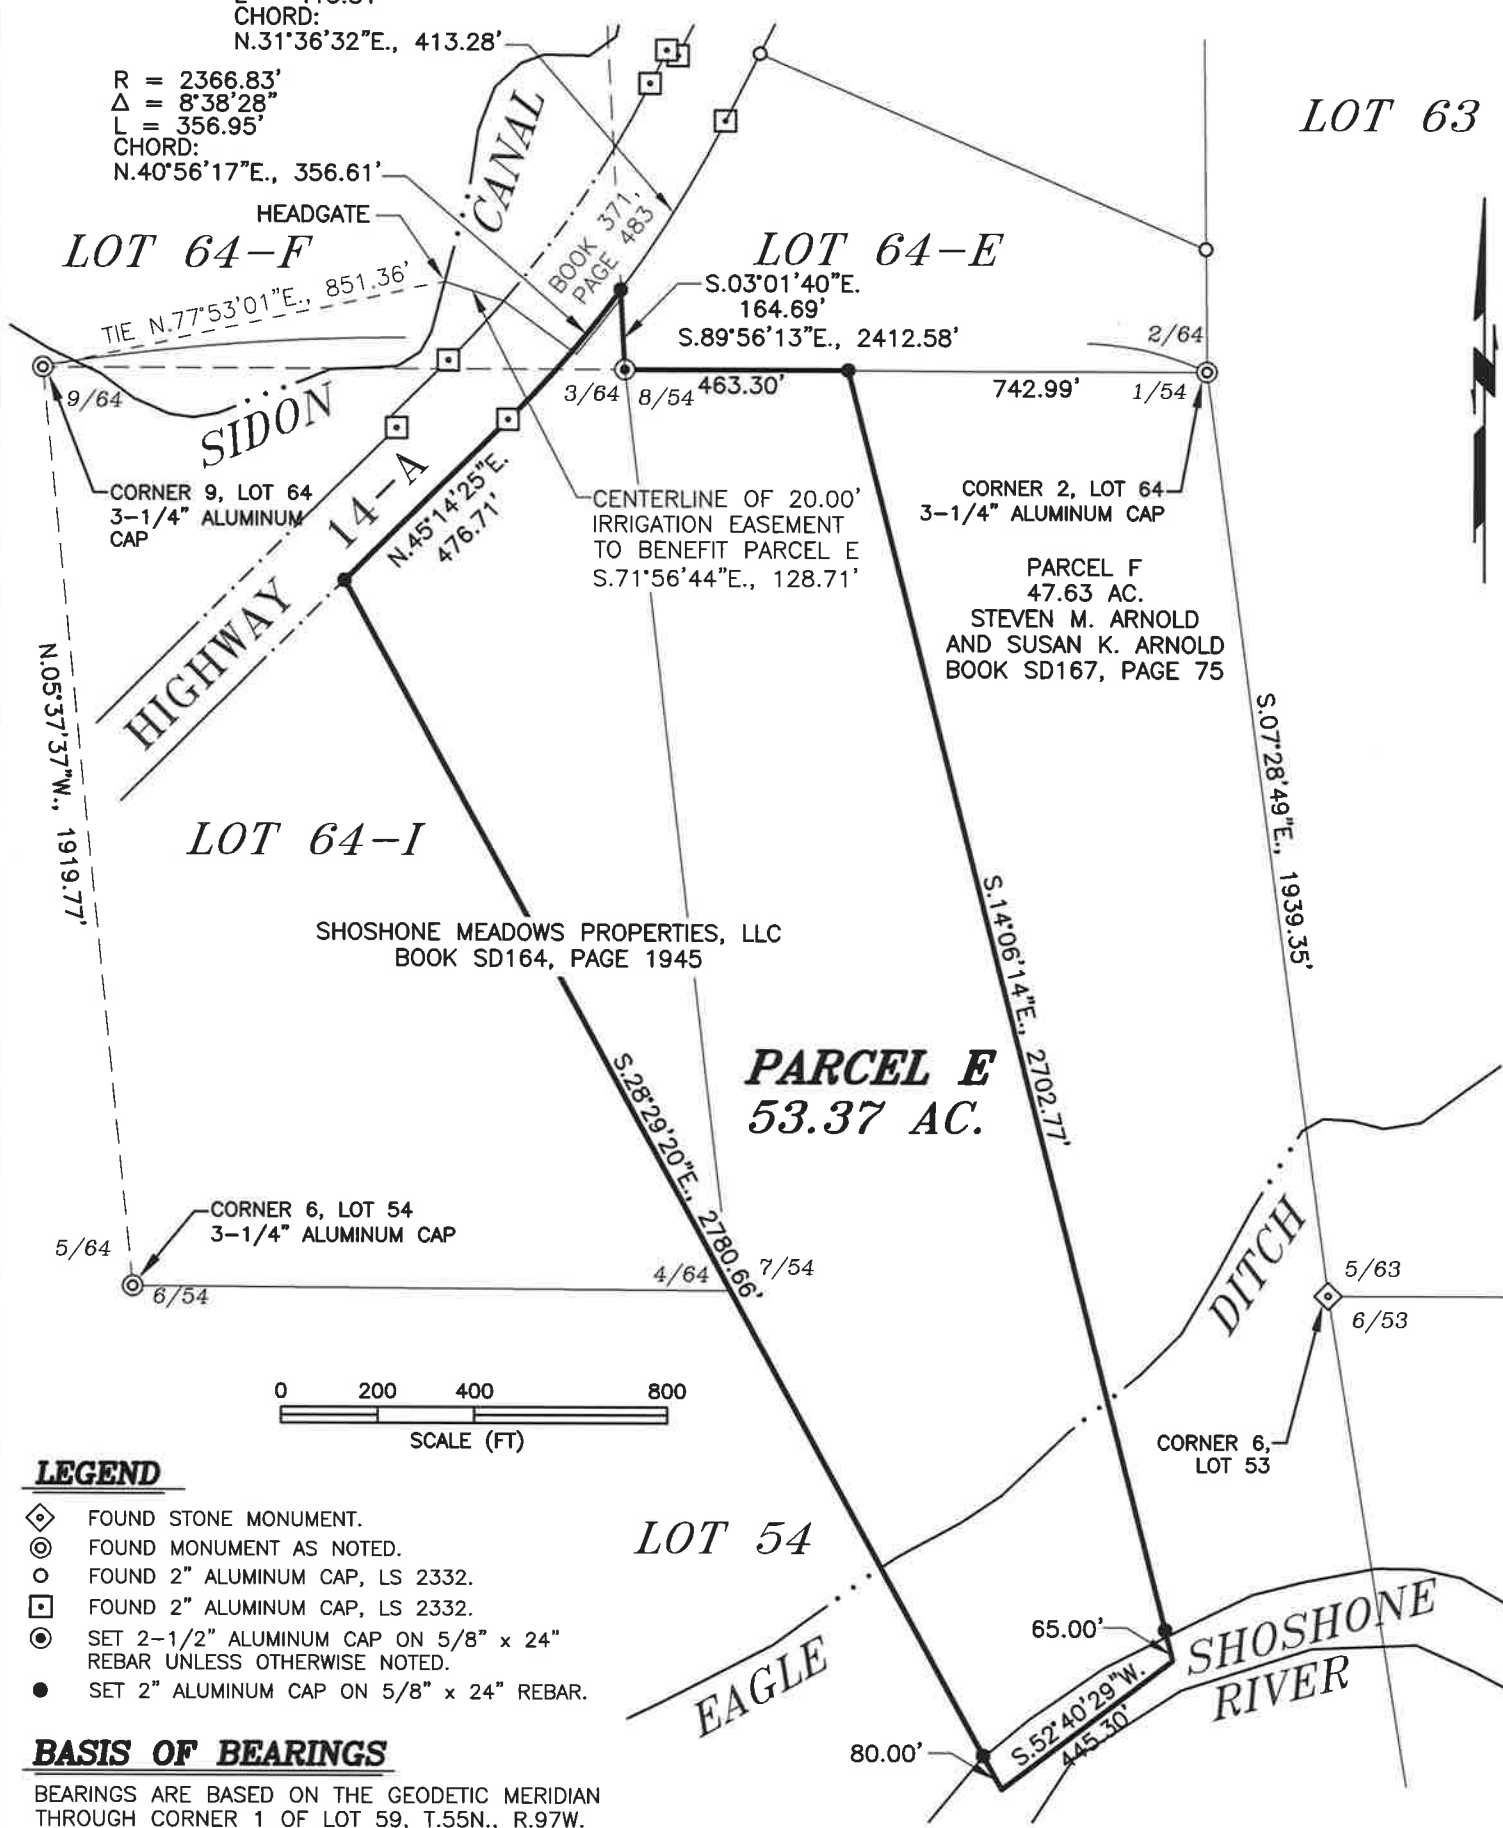 CHORD:
N.31°36'32"E., 413.28'
R = 2366.83'
Δ = 8°38'28"
L = 356.95'
CHORD:
N.40°56'17"E., 356.61'
HEADGATE
LOT 64-F
TIE N.77°53'01"E., 851.36'
CANAL
BOOK 371,
PAGE 483
LOT 63
LOT 64-E
S.03°01'40"E.
164.69'
S.89°56'13"E., 2412.58'
2/64
9/64
3/64
8/54
463.30'
742.99'
1/54
SIDON
CORNER 9, LOT 64
3-1/4" ALUMINUM
CAP
HIGHWAY 14-A
N.45°14'25"E.
476.71'
CENTERLINE OF 20.00'
IRRIGATION EASEMENT
TO BENEFIT PARCEL E
S.71°56'44"E., 128.71'
CORNER 2, LOT 64
3-1/4" ALUMINUM CAP
PARCEL F
47.63 AC.
STEVEN M. ARNOLD
AND SUSAN K. ARNOLD
BOOK SD167, PAGE 75
N.05°37'37"W., 1919.77'
S.07°28'49"E., 1939.35'
LOT 64-I
SHOSHONE MEADOWS PROPERTIES, LLC
BOOK SD164, PAGE 1945
S.14°06'14"E., 2702.77'
S.28°29'20"E., 2780.66'
PARCEL E
53.37 AC.
CORNER 6, LOT 54
3-1/4" ALUMINUM CAP
5/64
6/54
4/64
7/54
DITCH
5/63
6/53
0 200 400 800
SCALE (FT)
CORNER 6,
LOT 53
LEGEND
FOUND STONE MONUMENT.
FOUND MONUMENT AS NOTED.
FOUND 2" ALUMINUM CAP, LS 2332.
FOUND 2" ALUMINUM CAP, LS 2332.
SET 2-1/2" ALUMINUM CAP ON 5/8" x 24"
REBAR UNLESS OTHERWISE NOTED.
SET 2" ALUMINUM CAP ON 5/8" x 24" REBAR.
LOT 54
EAGLE
65.00'
SHOSHONE
RIVER
S.52°40'29"W.
445.30'
80.00'
BASIS OF BEARINGS
BEARINGS ARE BASED ON THE GEODETIC MERIDIAN
THROUGH CORNER 1 OF LOT 59, T.55N., R.97W.